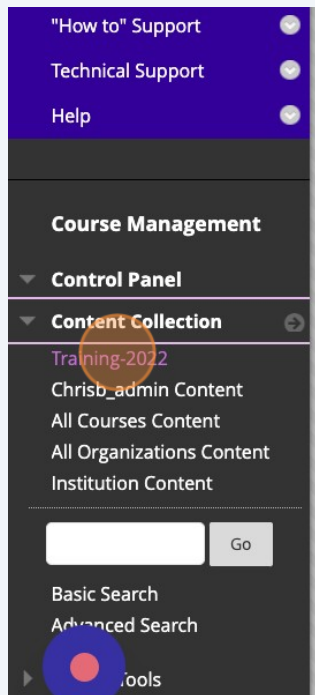 "How to" Support
Technical Support
Help
Course Management
Control Panel
Content Collection
Training-2022
Chrisb_admin Content
All Courses Content
All Organizations Content
Institution Content
Go
Basic Search
Advanced Search
Tools